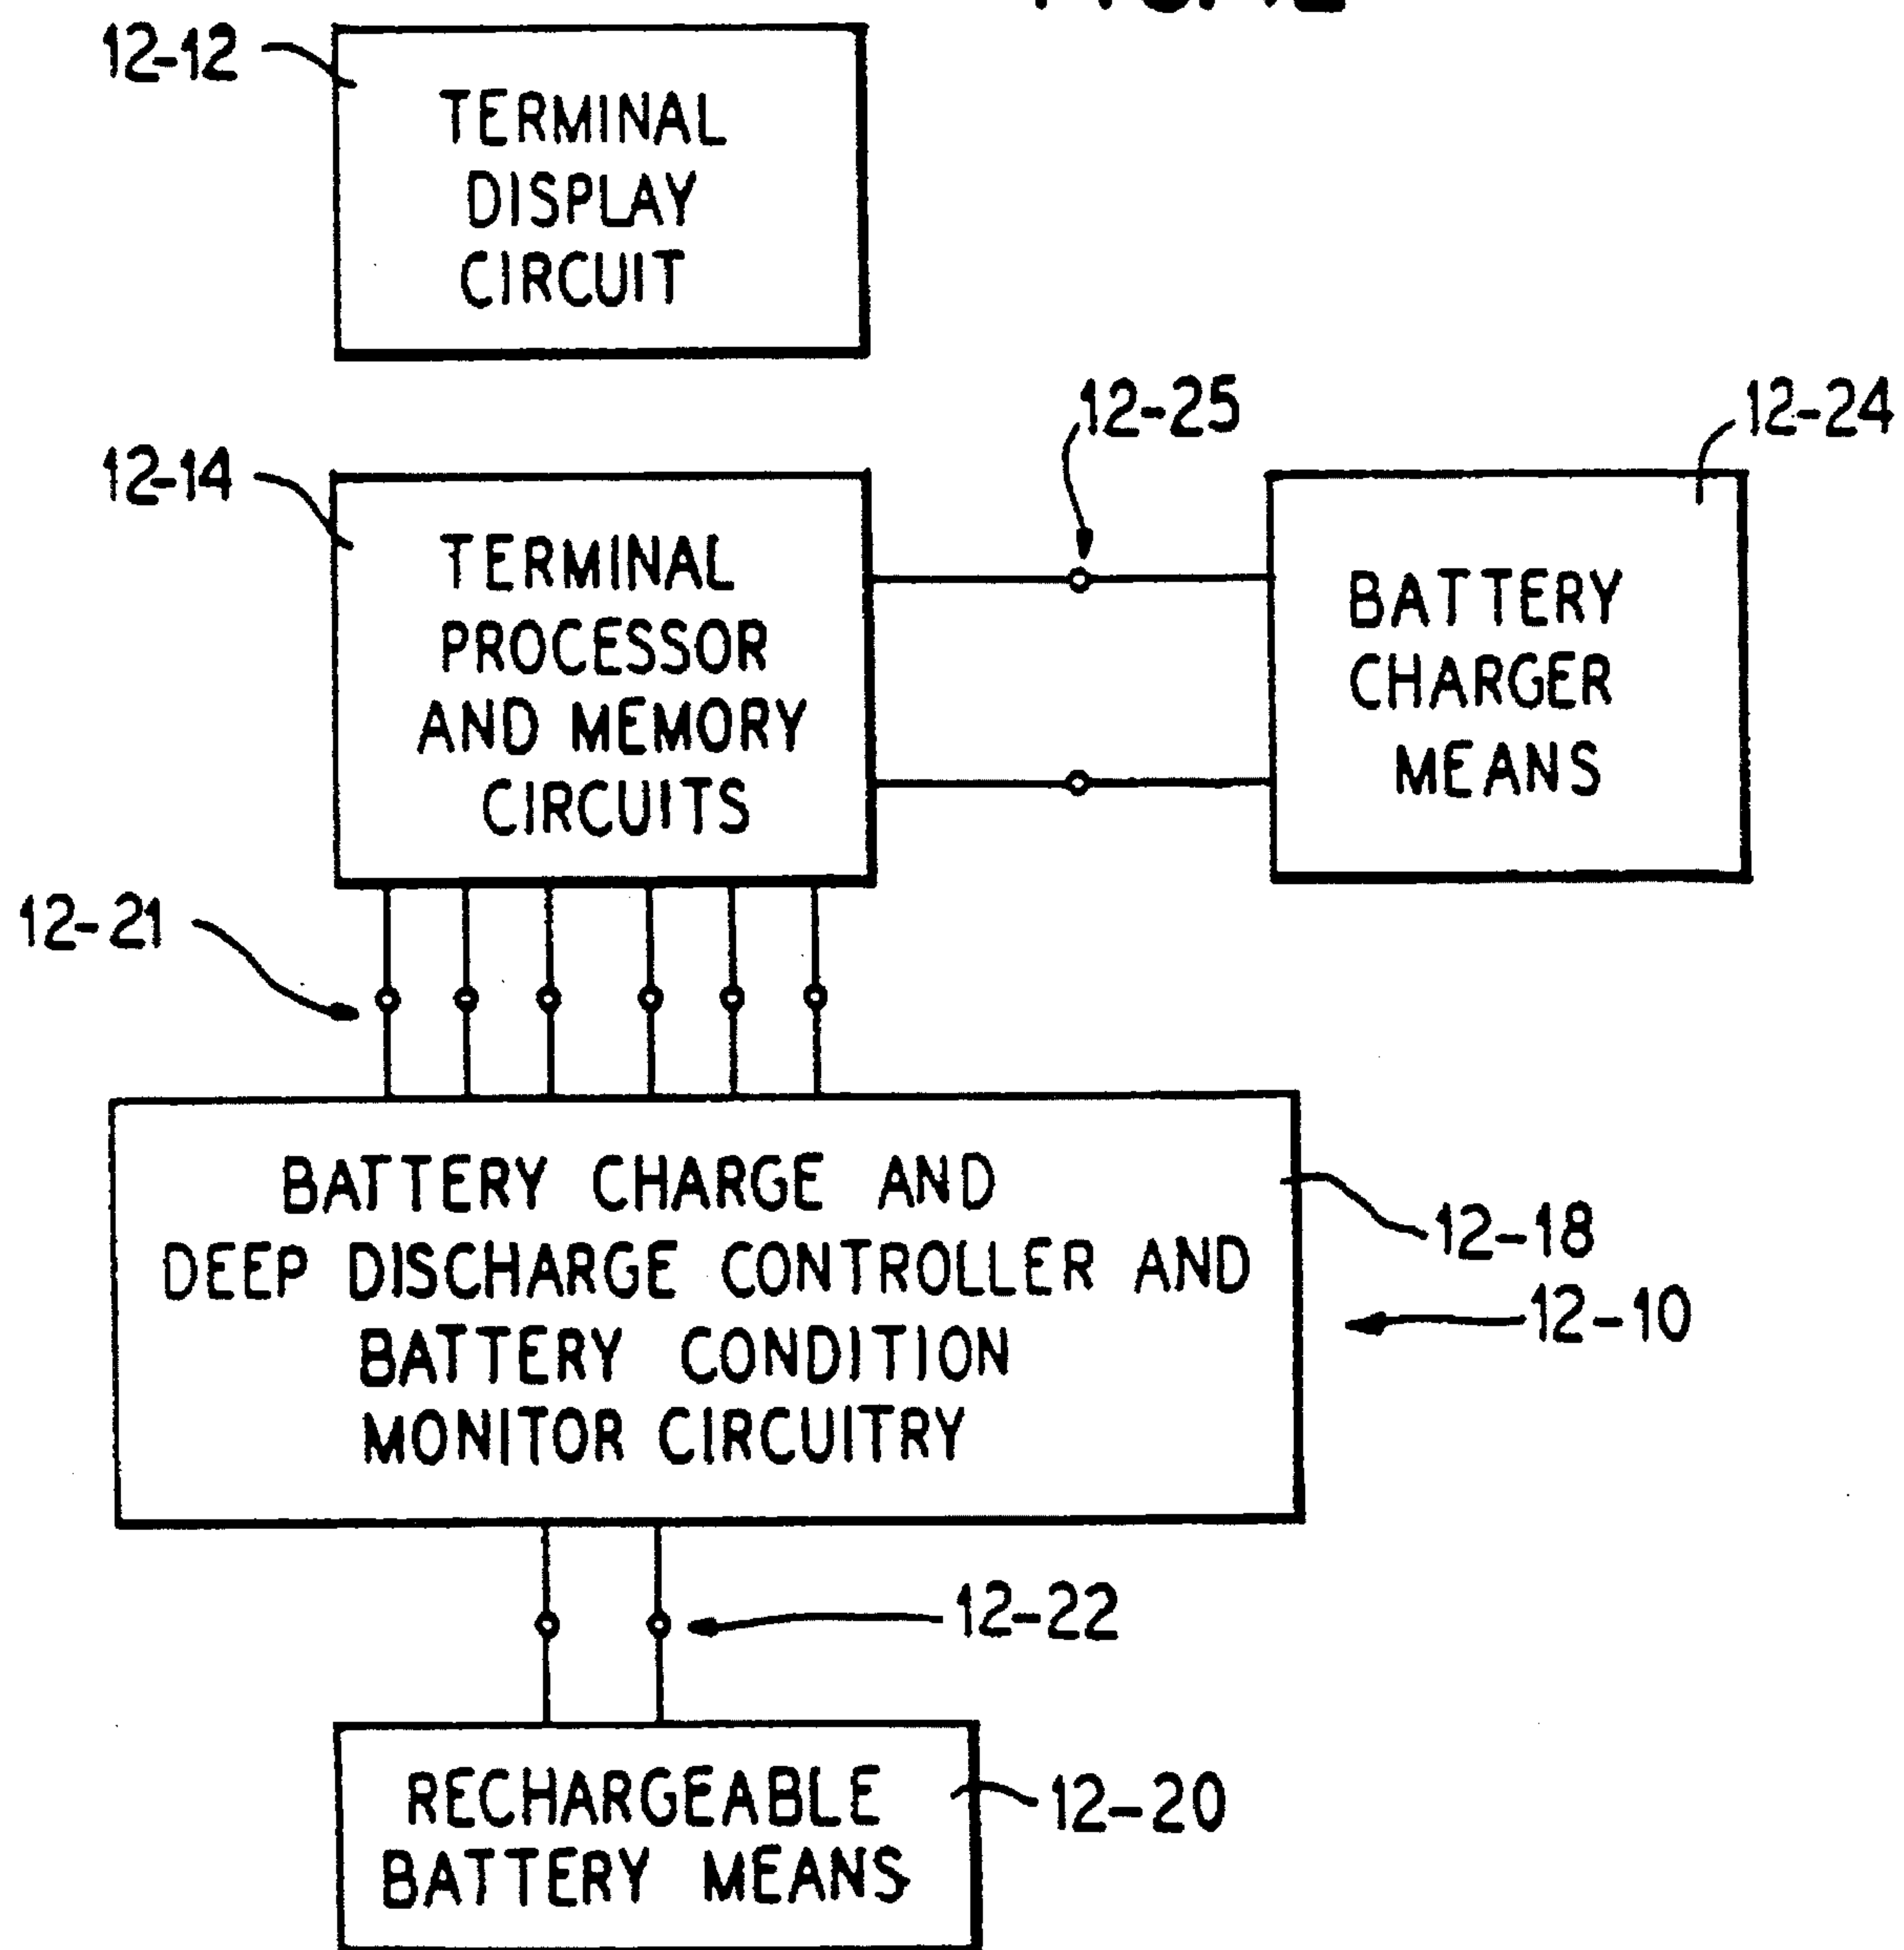 12-12
TERMINAL
DISPLAY
CIRCUIT
12-25
12-24
12-14
TERMINAL
PROCESSOR
AND MEMORY
CIRCUITS
BATTERY
CHARGER
MEANS
12-21
BATTERY CHARGE AND
DEEP DISCHARGE CONTROLLER AND
BATTERY CONDITION
MONITOR CIRCUITRY
12-18
12-10
12-22
RECHARGEABLE
BATTERY MEANS
12-20